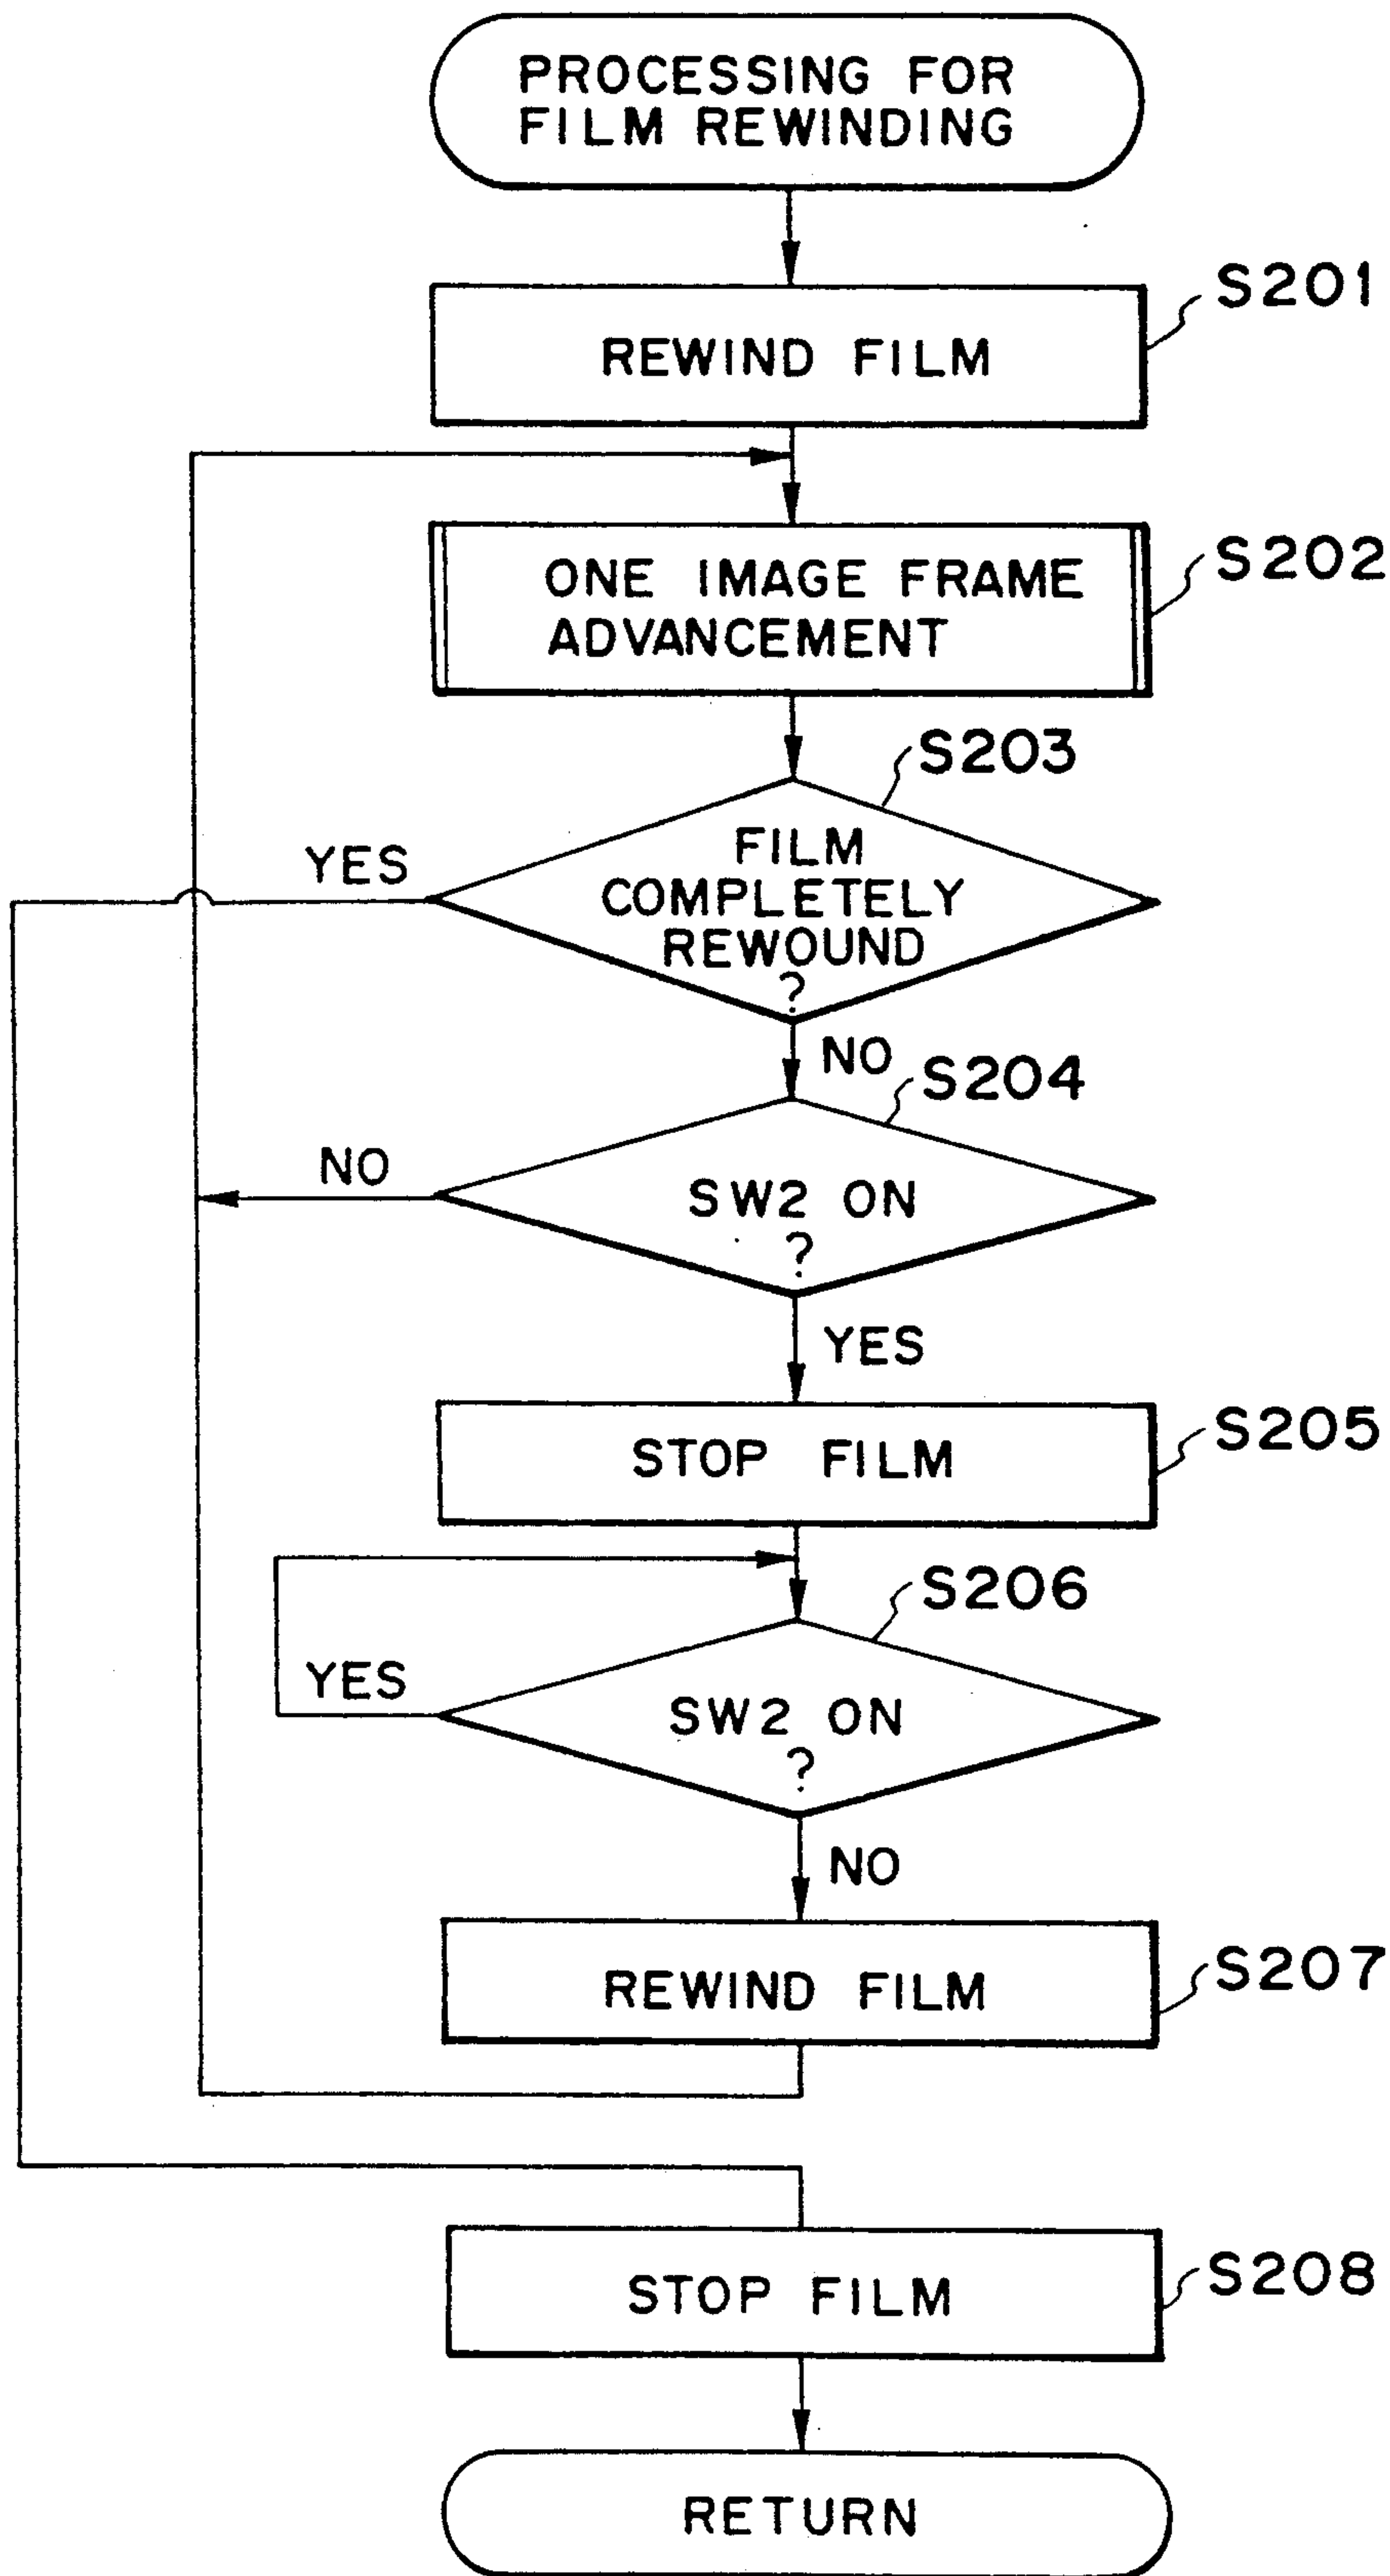 PROCESSING FOR
FILM REWINDING
S201
REWIND FILM
S202
ONE IMAGE FRAME
ADVANCEMENT
S203
YES
FILM
COMPLETELY
REWOUND
?
NO
S204
NO
SW2 ON
?
YES
S205
STOP FILM
S206
YES
SW2 ON
?
NO
S207
REWIND FILM
S208
STOP FILM
RETURN